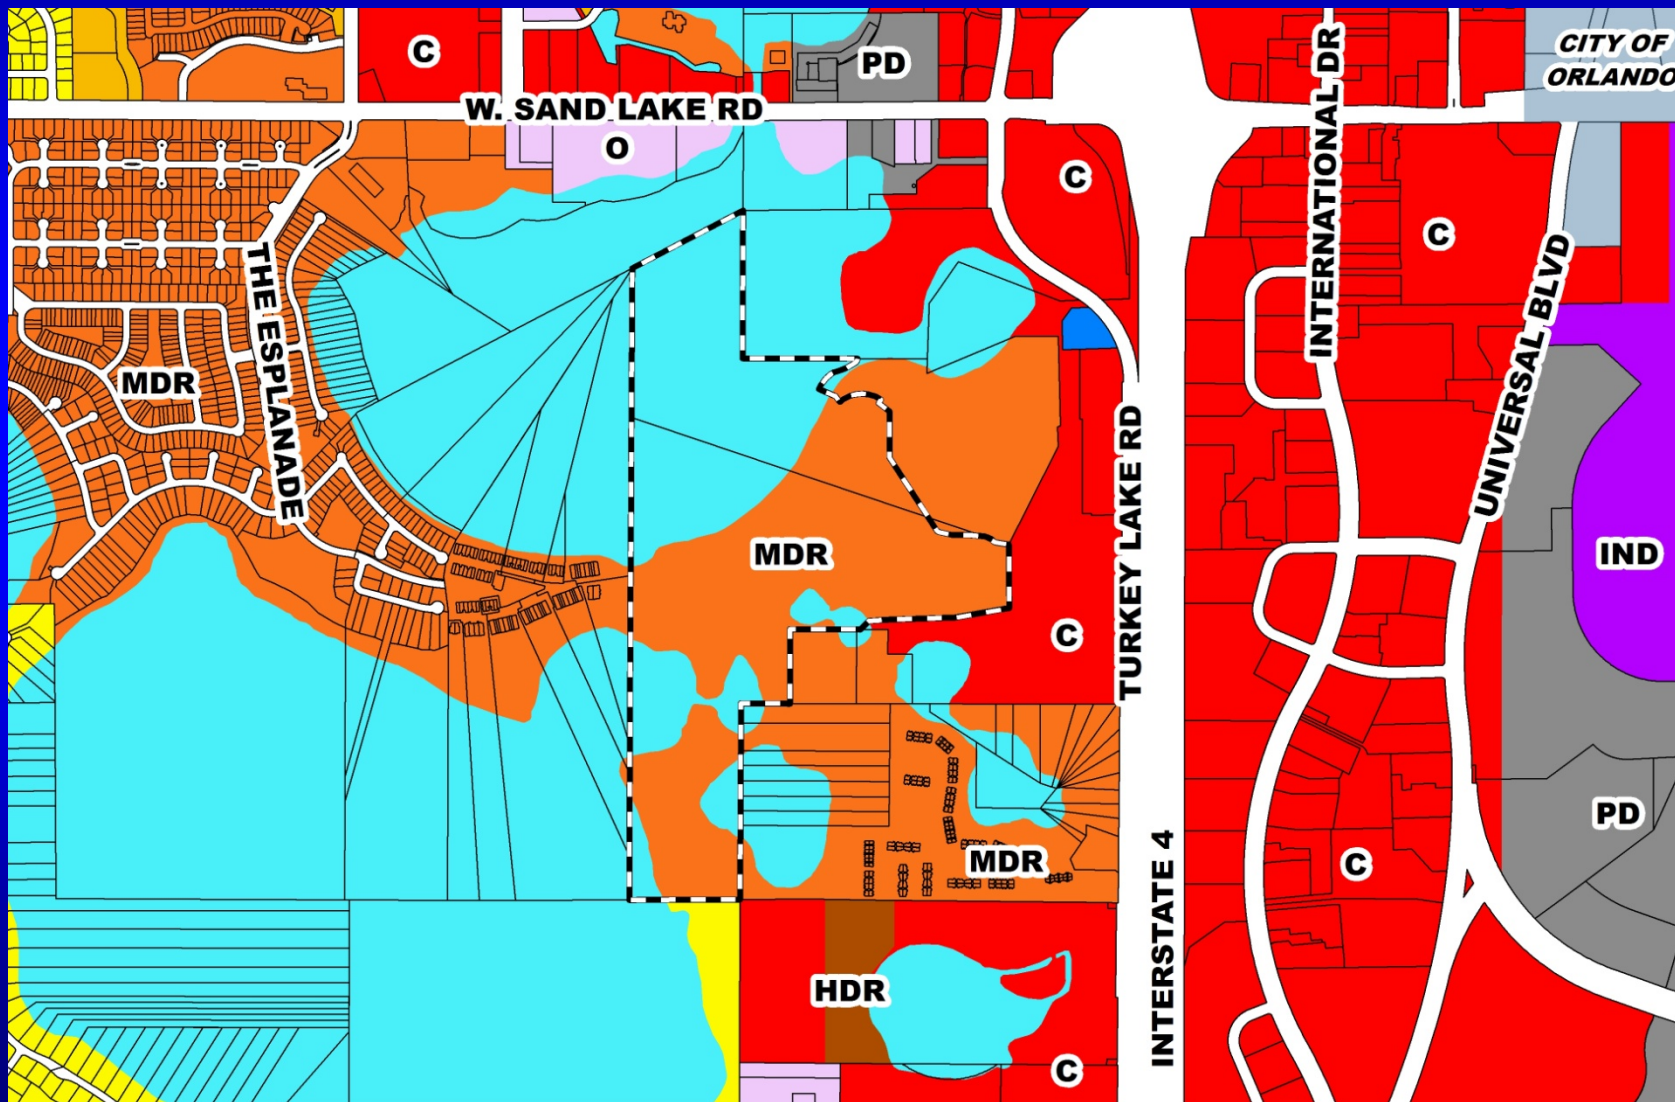 C
PD
CITY OF
ORLANDO
W. SAND LAKE RD
O
C
INTERNATIONAL DR
C
THE ESPLANADE
MDR
UNIVERSAL BLVD
TURKEY LAKE RD
MDR
IND
C
PD
MDR
C
INTERSTATE 4
HDR
C